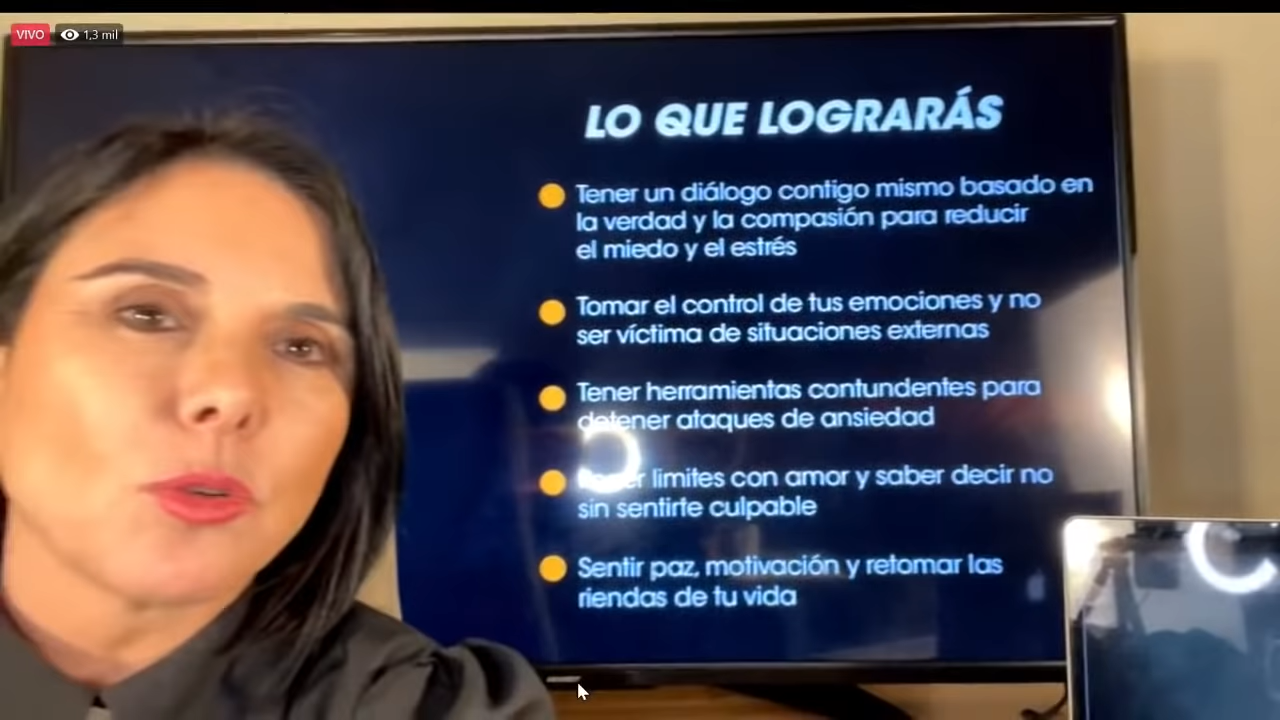 VIVO 1,3 mil
LO QUE LOGRARÁS
Tener un diálogo contigo mismo basado en
la verdad y la compasión para reducir
el miedo y el estrés
Tomar el control de tus emociones y no
ser víctima de situaciones externas
Tener herramientas contundentes para
detener ataques de ansiedad
limites con amor y saber decir no
sin sentirte culpable
Sentir paz, motivación y retomar las
riendas de tu vida